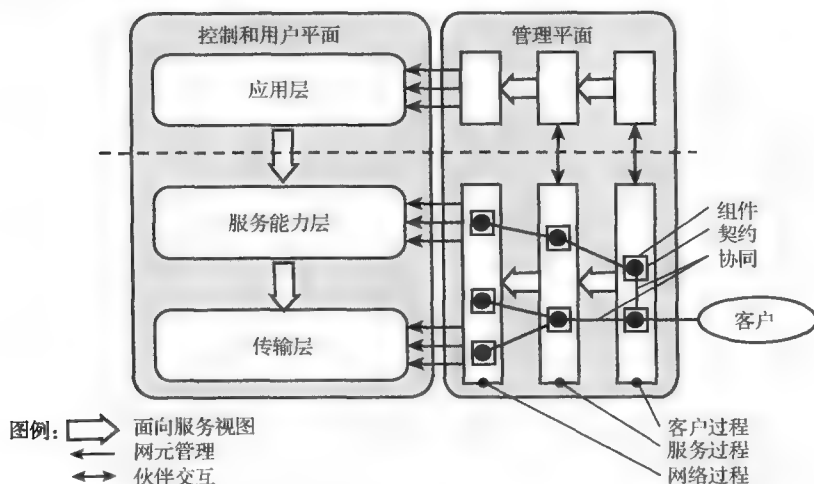 控制和用户平面
管理平面
应用层
服务能力层
传输层
组件
契约
协同
客户
客户过程
服务过程
网络过程
图例：
面向服务视图
网元管理
伙伴交互